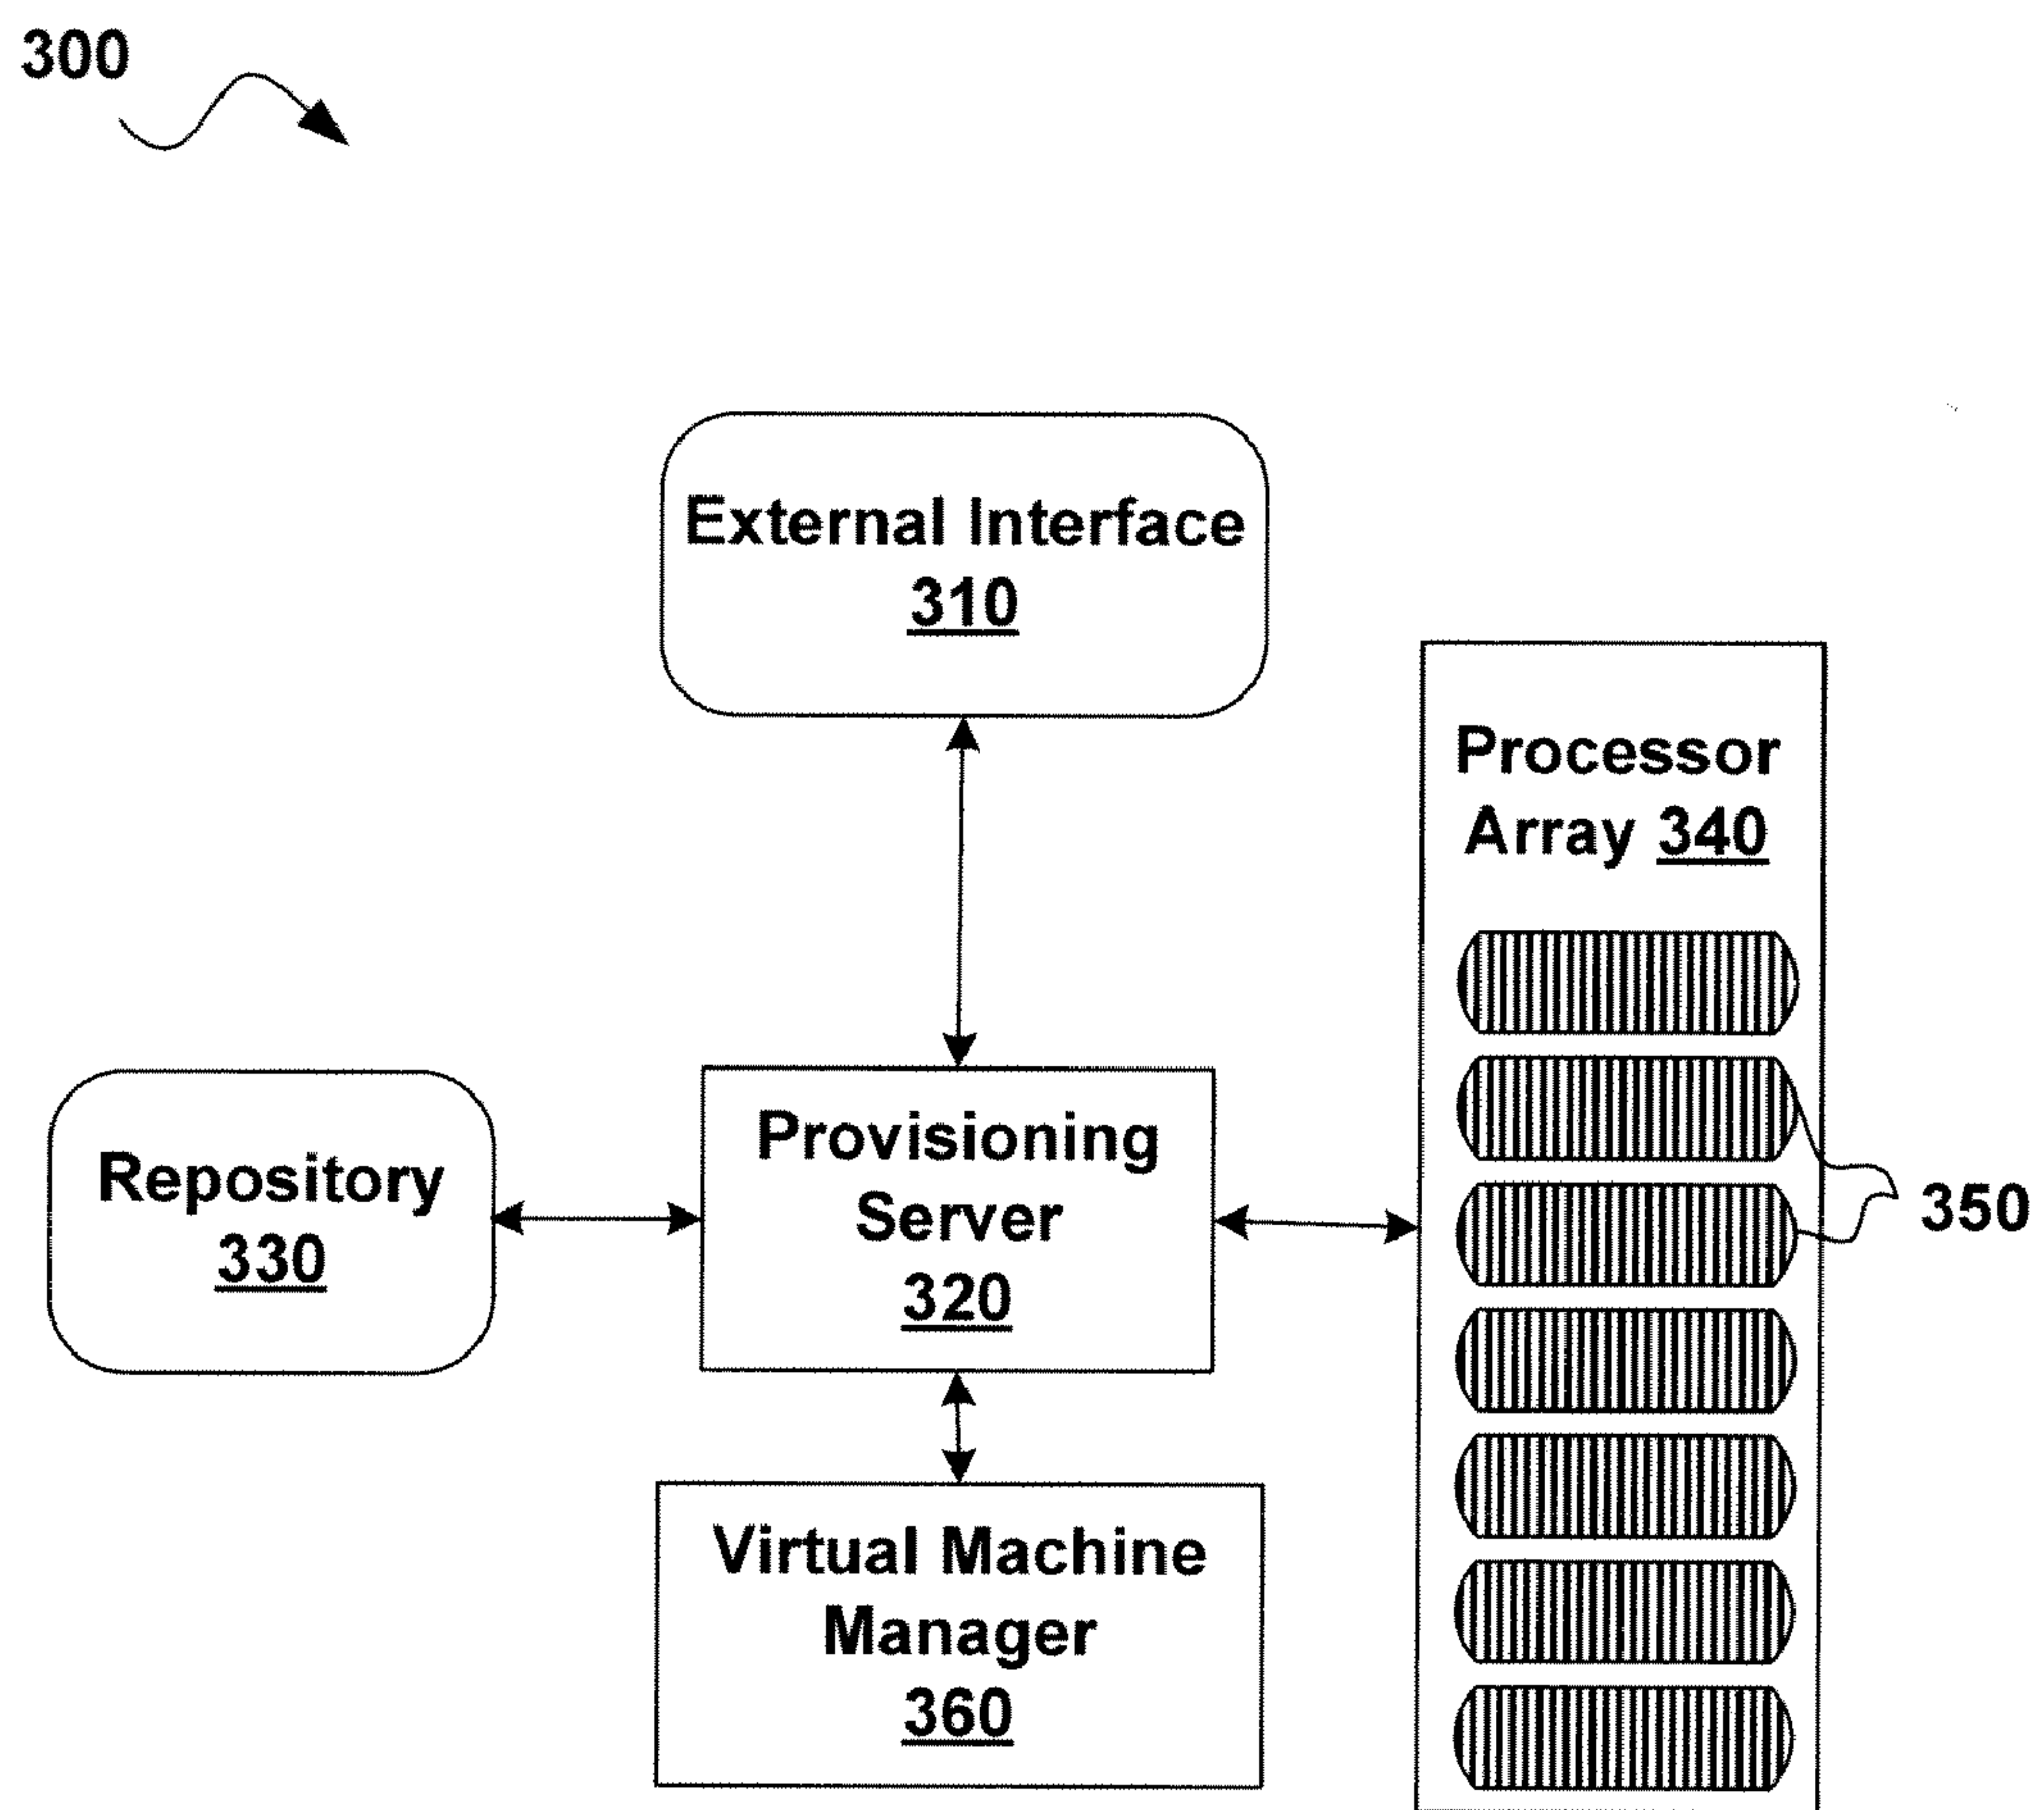 300
External Interface
310
Processor
Array 340
Provisioning
Server
320
Repository
330
350
Virtual Machine
Manager
360